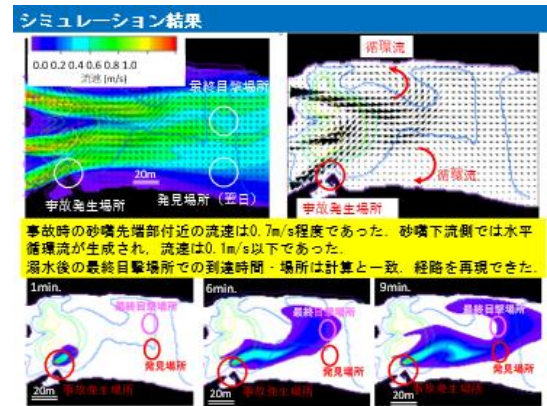 シミュレーション結果
0.0 0.2 0.4 0.6 0.8 1.0
流速 (m/s)
最終目撃場所
20m
事故発生場所
発見場所（翌日）
循環流
循環流
事故発生場所
事故時の砂嘴先端部付近の流速は0.7m/s程度であった．砂嘴下流側では水平
循環流が生成され，流速は0.1m/s以下であった．
溺水後の最終目撃場所での到達時間・場所は計算と一致．経路を再現できた．
1min.
最終目撃場所
発見場所
事故発生場所
20m
6min.
最終目撃場所
発見場所
事故発生場所
20m
9min.
最終目撃場所
発見場所
事故発生場所
20m